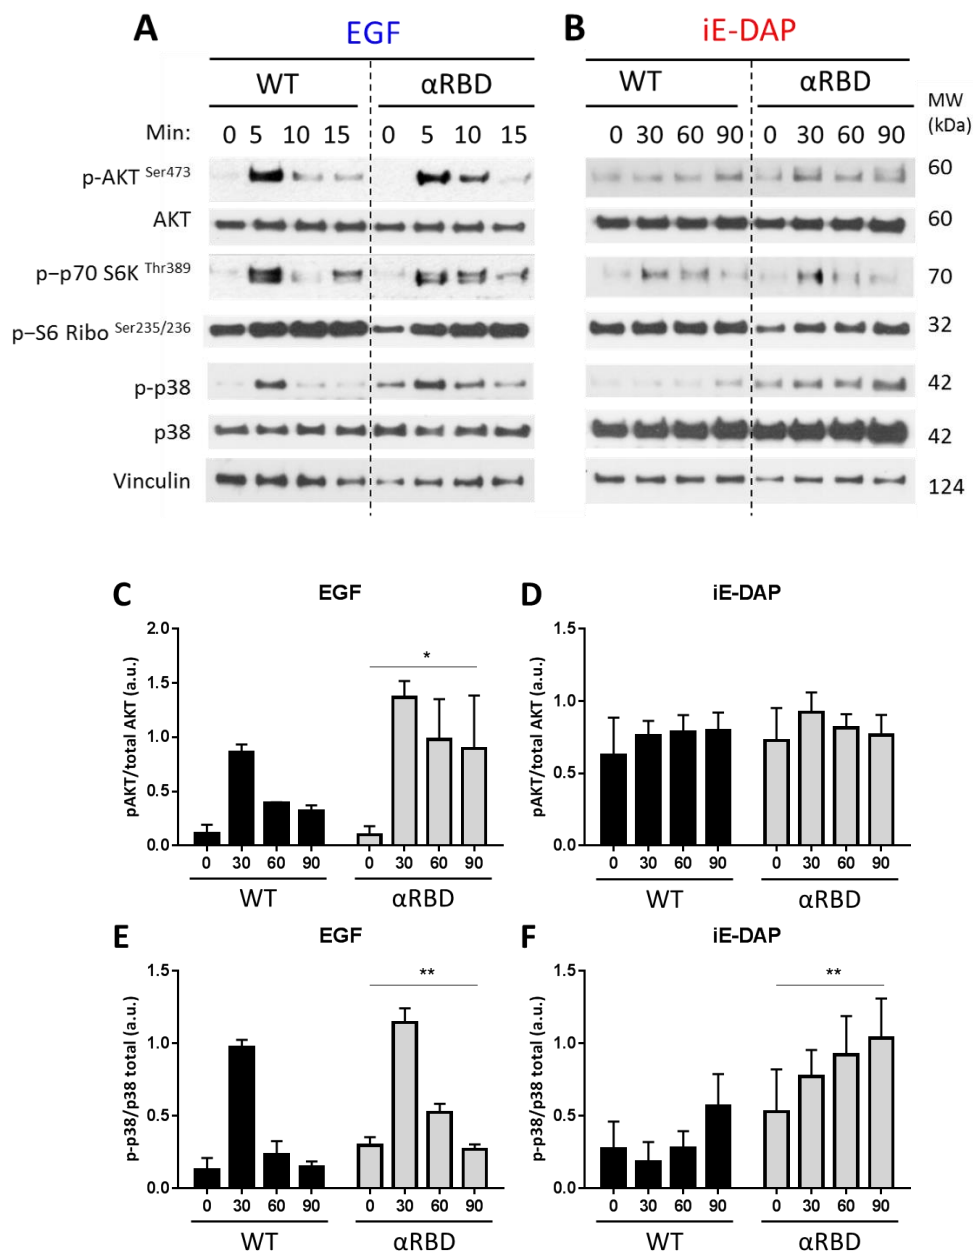 A EGF B iE-DAP
WT αRBD WT αRBD MW (kDa)
Min: 0 5 10 15 0 5 10 15 0 30 60 90 0 30 60 90
p-AKT Ser473 60
AKT 60
p–p70 S6K Thr389 70
p–S6 Ribo Ser235/236 32
p-p38 42
p38 42
Vinculin 124
C EGF
pAKT/total AKT (a.u.)
2.0
1.5
1.0
0.5
0.0
*
0 30 60 90 0 30 60 90
WT αRBD
D iE-DAP
pAKT/total AKT (a.u.)
1.5
1.0
0.5
0.0
0 30 60 90 0 30 60 90
WT αRBD
E EGF
p-p38/p38 total (a.u.)
1.5
1.0
0.5
0.0
**
0 30 60 90 0 30 60 90
WT αRBD
F iE-DAP
p-p38/p38 total (a.u.)
1.5
1.0
0.5
0.0
**
0 30 60 90 0 30 60 90
WT αRBD